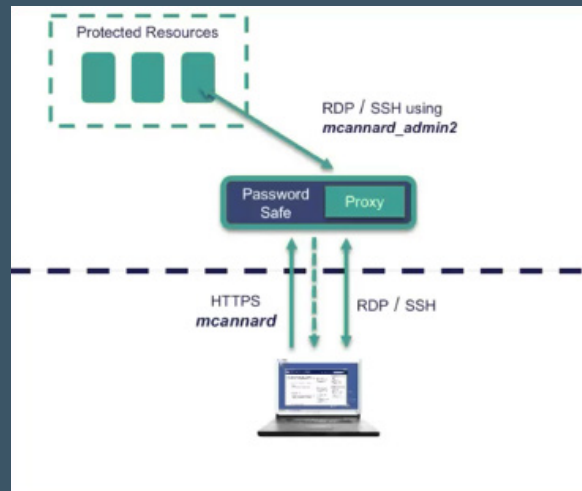 Protected Resources
RDP / SSH using
mcannard_admin2
Password
Safe
Proxy
HTTPS
mcannard
RDP / SSH